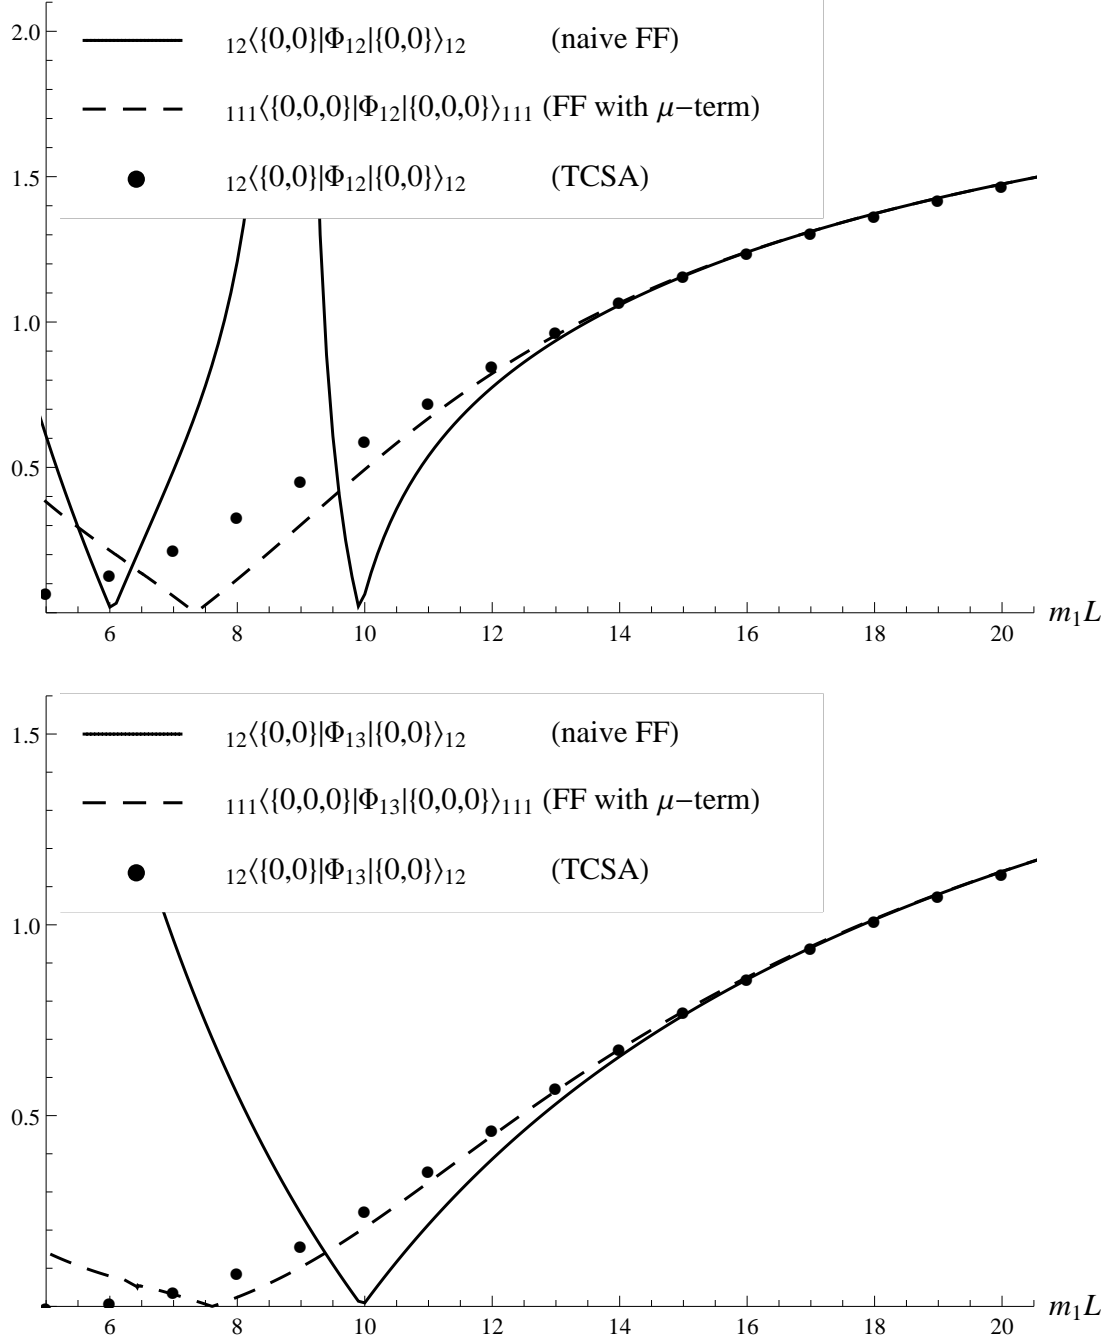 2.0
₁₂⟨{0,0}|Φ₁₂|{0,0}⟩₁₂ (naive FF)
₁₁₁⟨{0,0,0}|Φ₁₂|{0,0,0}⟩₁₁₁ (FF with μ−term)
1.5
₁₂⟨{0,0}|Φ₁₂|{0,0}⟩₁₂ (TCSA)
1.0
0.5
6 8 10 12 14 16 18 20
m₁L
1.5
₁₂⟨{0,0}|Φ₁₃|{0,0}⟩₁₂ (naive FF)
₁₁₁⟨{0,0,0}|Φ₁₃|{0,0,0}⟩₁₁₁ (FF with μ−term)
₁₂⟨{0,0}|Φ₁₃|{0,0}⟩₁₂ (TCSA)
1.0
0.5
6 8 10 12 14 16 18 20
m₁L